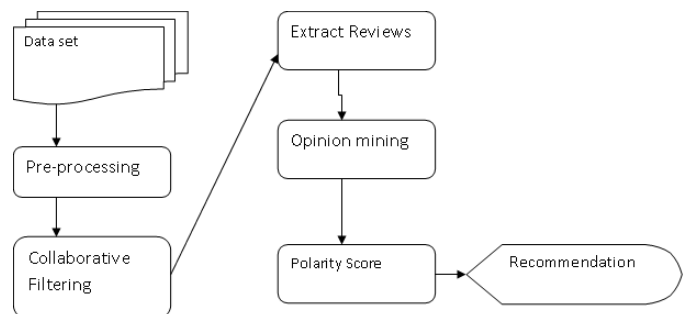 Data set
Pre-processing
Collaborative
Filtering
Extract Reviews
Opinion mining
Polarity Score
Recommendation